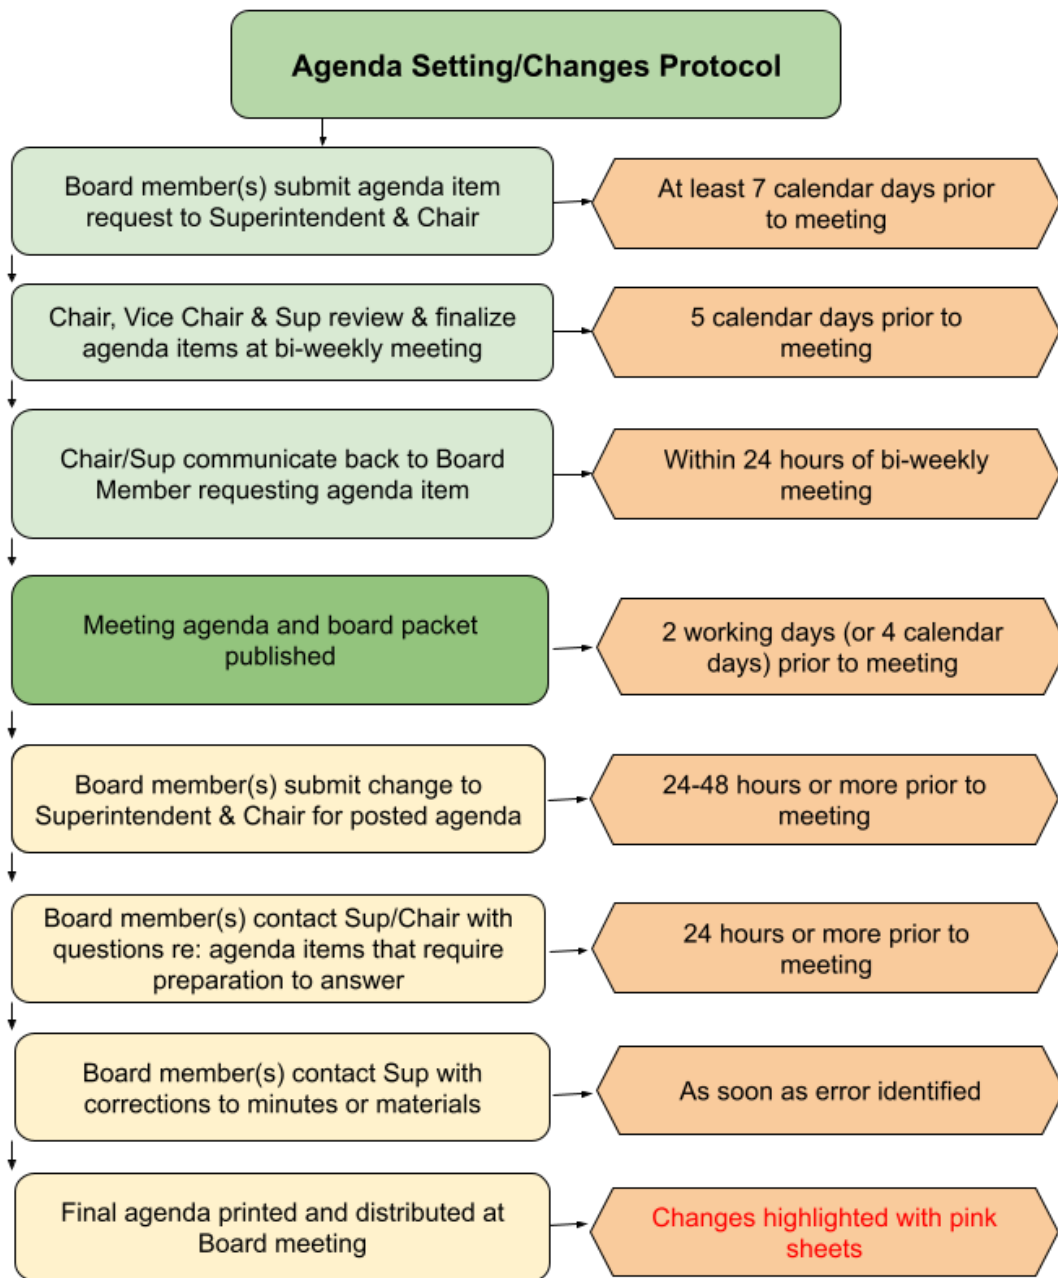 Agenda Setting/Changes Protocol
Board member(s) submit agenda item
request to Superintendent & Chair
At least 7 calendar days prior
to meeting
Chair, Vice Chair & Sup review & finalize
agenda items at bi-weekly meeting
5 calendar days prior to
meeting
Chair/Sup communicate back to Board
Member requesting agenda item
Within 24 hours of bi-weekly
meeting
Meeting agenda and board packet
published
2 working days (or 4 calendar
days) prior to meeting
Board member(s) submit change to
Superintendent & Chair for posted agenda
24-48 hours or more prior to
meeting
Board member(s) contact Sup/Chair with
questions re: agenda items that require
preparation to answer
24 hours or more prior to
meeting
Board member(s) contact Sup with
corrections to minutes or materials
As soon as error identified
Final agenda printed and distributed at
Board meeting
Changes highlighted with pink
sheets